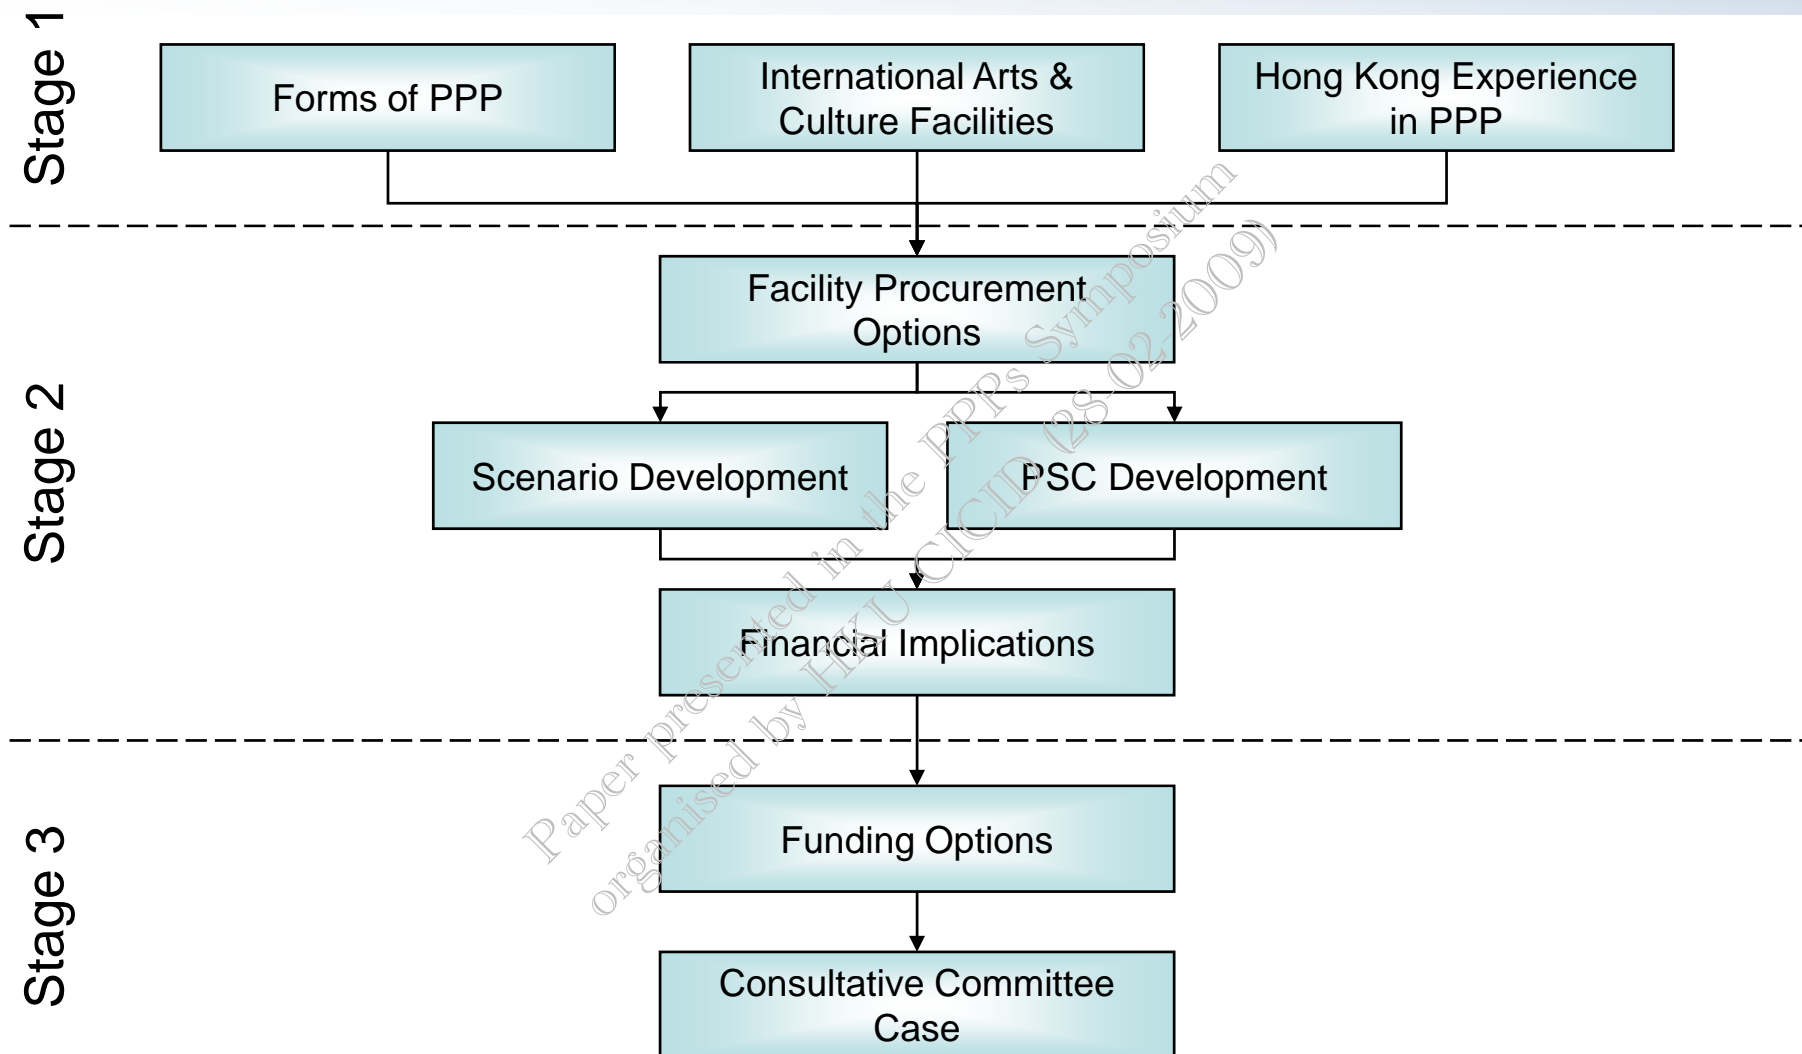 Stage 1
Forms of PPP
International Arts &
Culture Facilities
Hong Kong Experience
in PPP
Stage 2
Facility Procurement
Options
Scenario Development
PSC Development
Financial Implications
Stage 3
Funding Options
Consultative Committee
Case
Paper presented in the PPPs Symposium
organised by HKU CICID (28-02-2009)